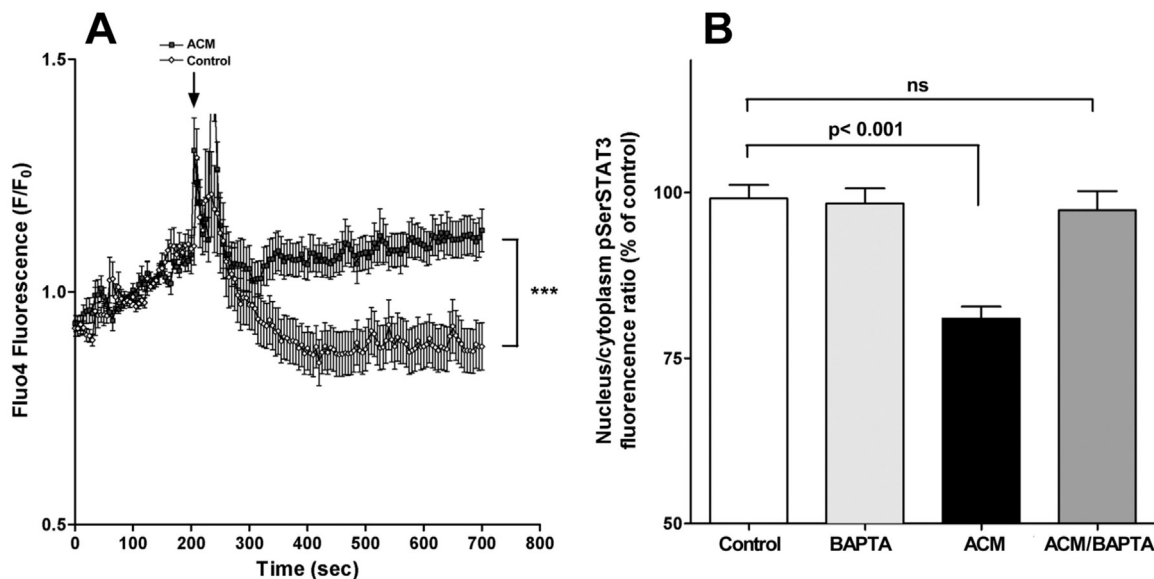 A
ACM
Control
1.5
1.0
0.5
Fluo4 Fluorescence (F/F0)
0 100 200 300 400 500 600 700 800
Time (sec)
***
B
ns
p< 0.001
100
75
50
Nucleus/cytoplasm pSerSTAT3
fluorencence ratio (% of control)
Control BAPTA ACM ACM/BAPTA